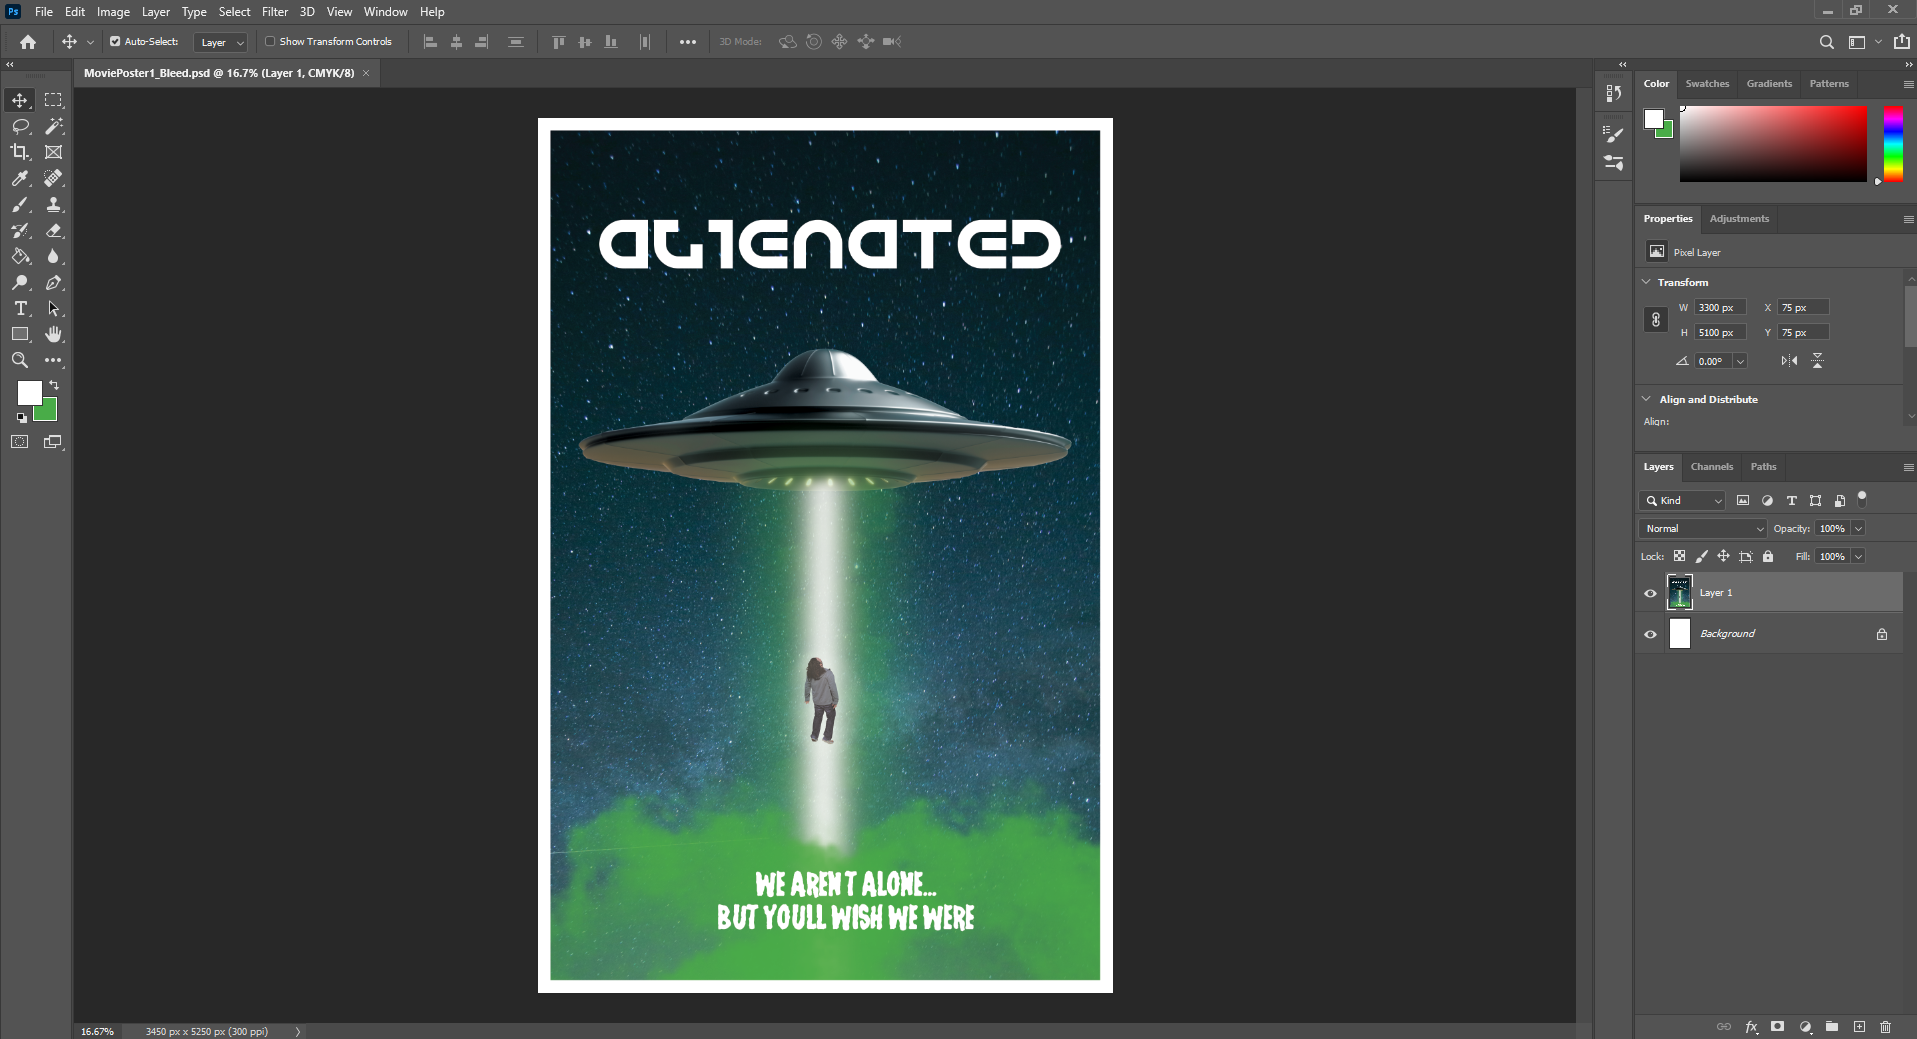 Ps File Edit Image Layer Type Select Filter 3D View Window Help
Auto-Select: Layer Show Transform Controls 3D Mode:
MoviePoster1_Bleed.psd @ 16.7% (Layer 1, CMYK/8) ×
ALIENATED
WE AREN'T ALONE...
BUT YOULL WISH WE WERE
16.67% 3450 px x 5250 px (300 ppi)
Color Swatches Gradients Patterns
Properties Adjustments
Pixel Layer
Transform
W 3300 px X 75 px
H 5100 px Y 75 px
0.00°
Align and Distribute
Align:
Layers Channels Paths
Kind
Normal Opacity: 100%
Lock: Fill: 100%
Layer 1
Background
fx